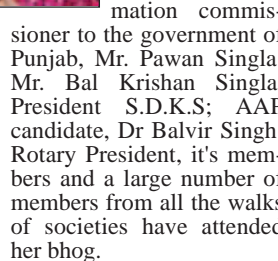 mation commis-
sioner to the government of
Punjab, Mr. Pawan Singla,
Mr. Bal Krishan Singla,
President S.D.K.S; AAP
candidate, Dr Balvir Singh,
Rotary President, it's mem-
bers and a large number of
members from all the walks
of societies have attended
her bhog.